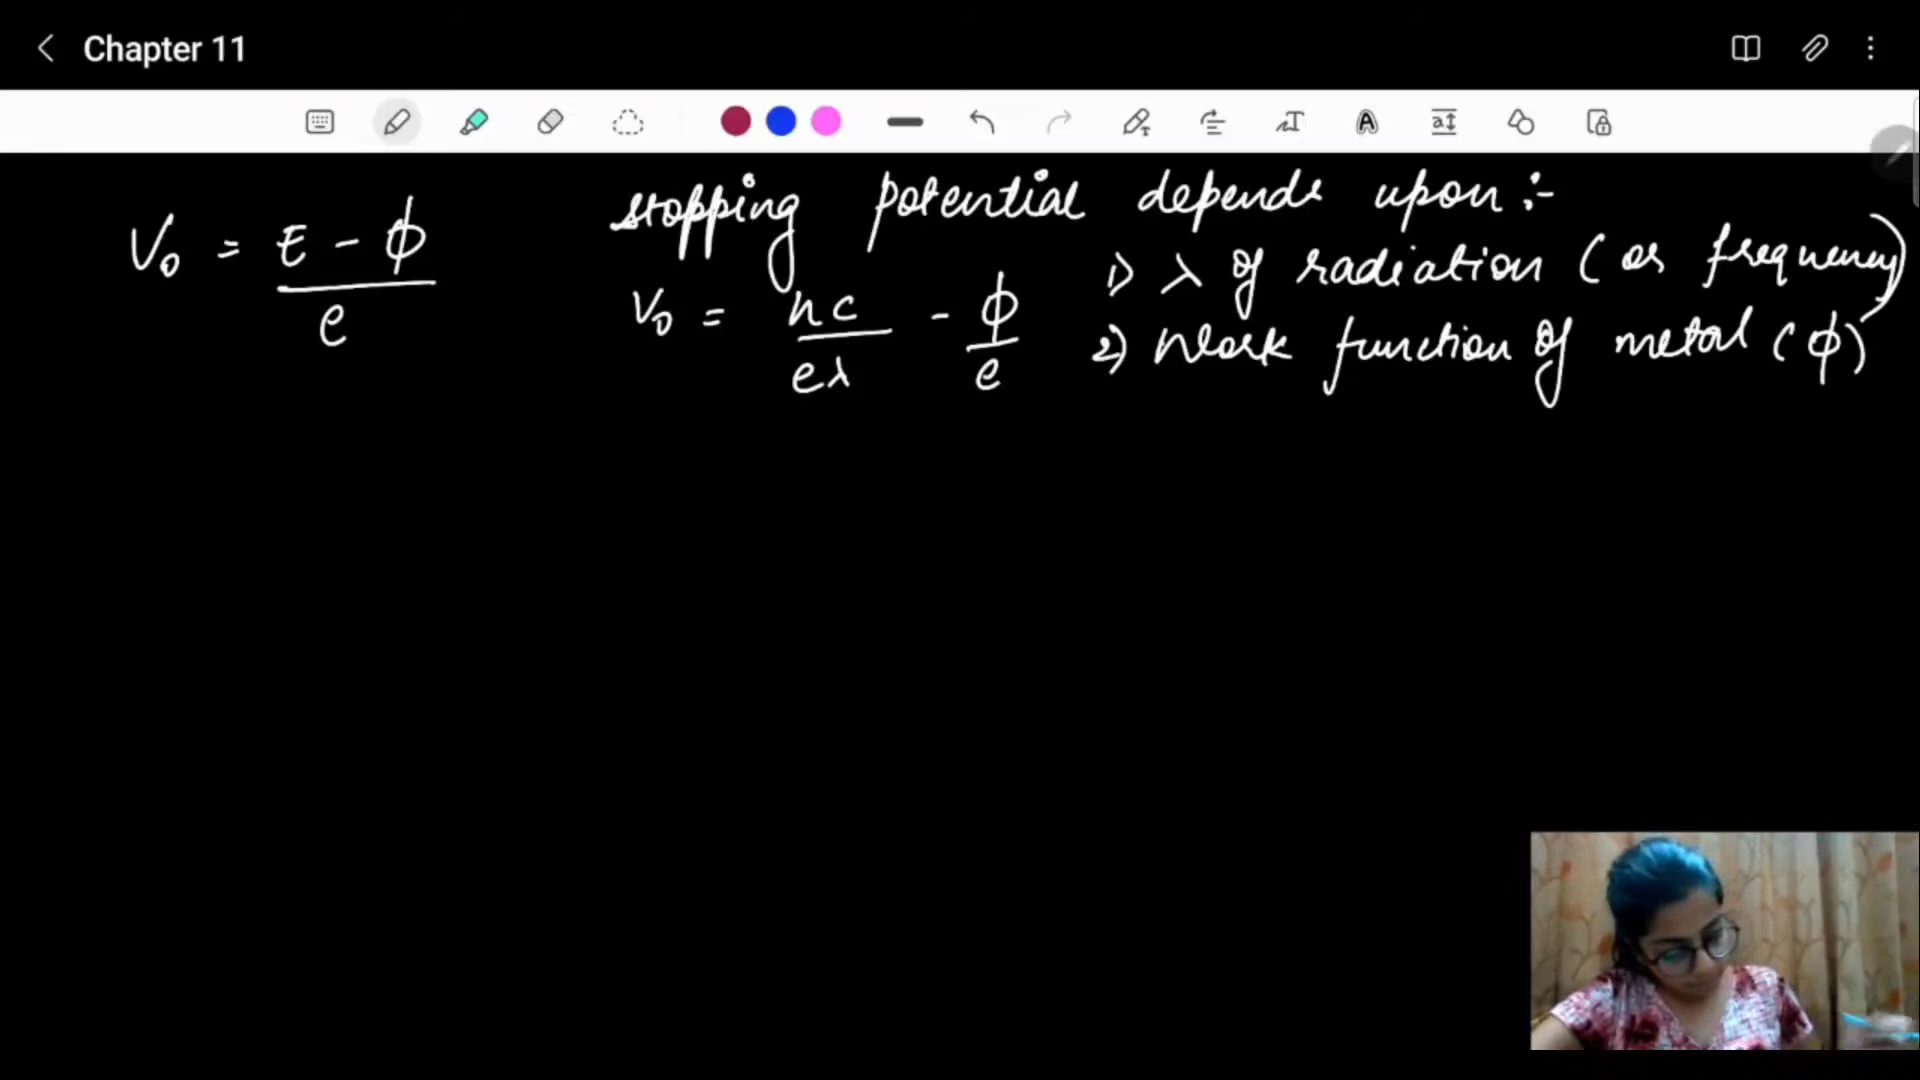 Chapter 11
stopping potential depends upon :-
V₀ = E - ϕ / e
V₀ = hc / eλ - ϕ / e
1) λ of radiation (or frequency)
2) Work function of metal (ϕ)